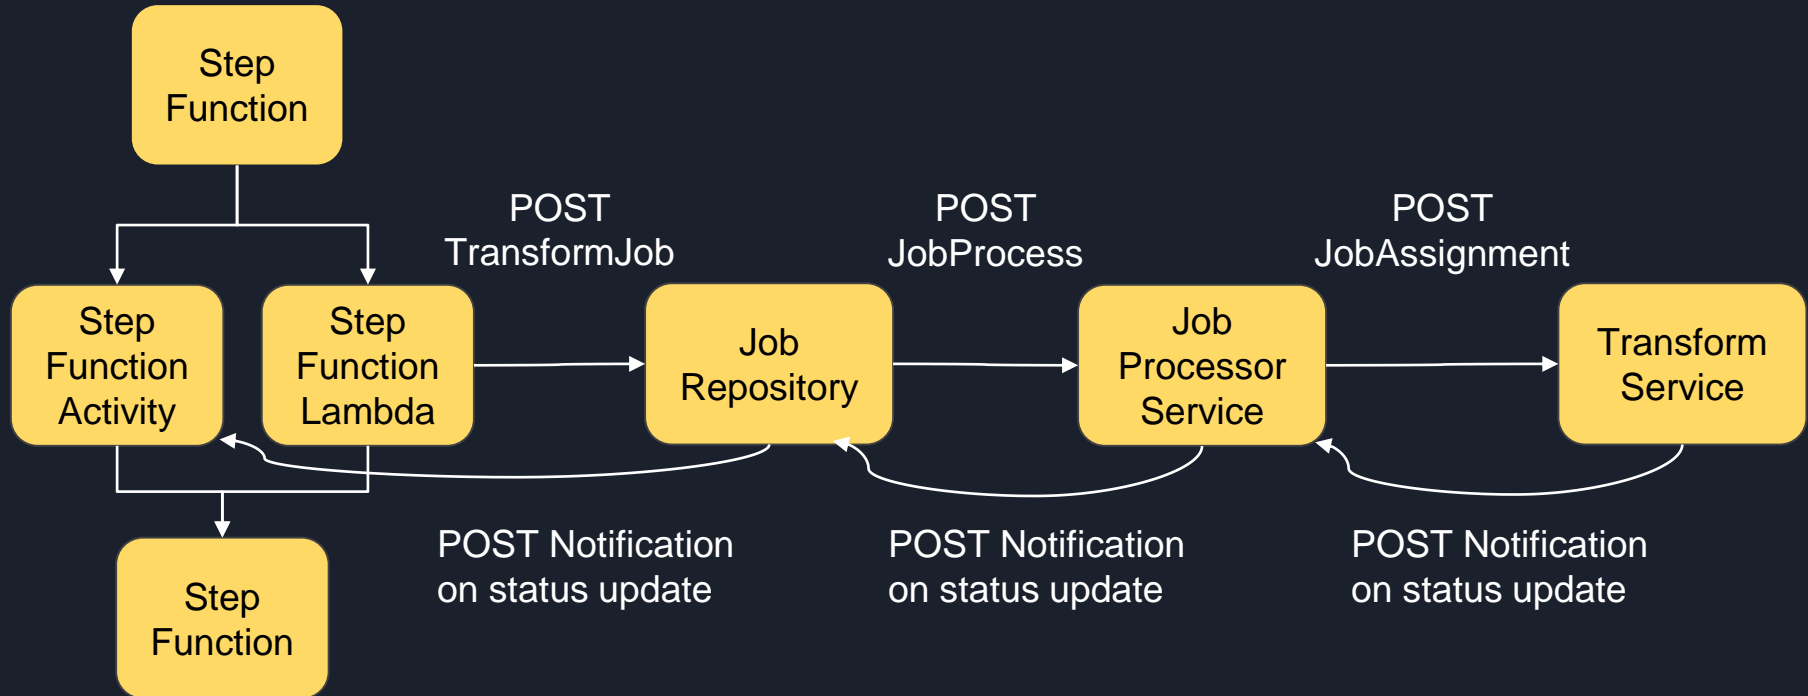 Step
Function
POST
TransformJob
POST
JobProcess
POST
JobAssignment
Step
Function
Activity
Step
Function
Lambda
Job
Repository
Job
Processor
Service
Transform
Service
POST Notification
on status update
POST Notification
on status update
POST Notification
on status update
Step
Function